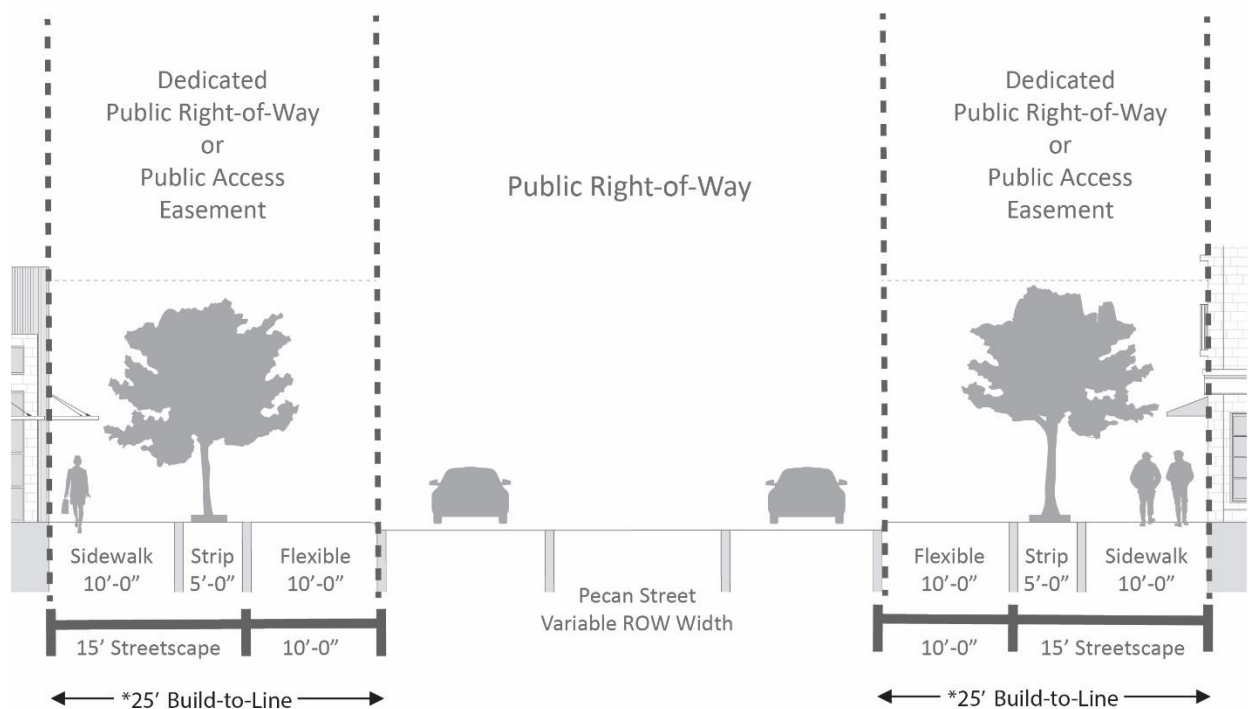 Dedicated
Public Right-of-Way
or
Public Access
Easement
Public Right-of-Way
Dedicated
Public Right-of-Way
or
Public Access
Easement
Sidewalk
10’-0”
Strip
5’-0”
Flexible
10’-0”
Pecan Street
Variable ROW Width
Flexible
10’-0”
Strip
5’-0”
Sidewalk
10’-0”
15’ Streetscape
10’-0”
10’-0”
15’ Streetscape
*25’ Build-to-Line
*25’ Build-to-Line